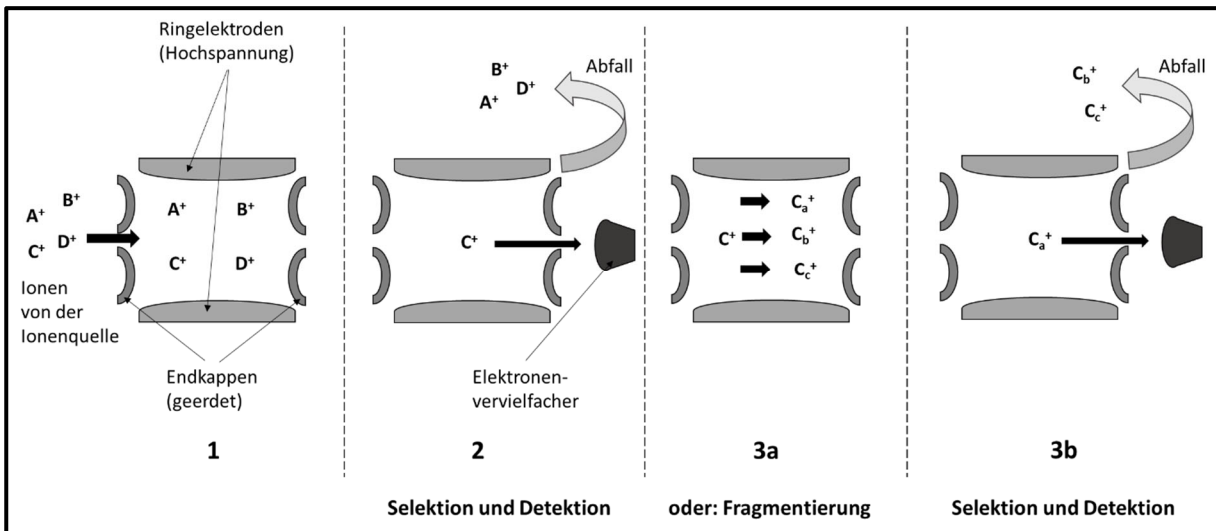 Ringelektroden
(Hochspannung)
A⁺
B⁺
C⁺
D⁺
Ionen
von der
Ionenquelle
A⁺
B⁺
C⁺
D⁺
Endkappen
(geerdet)
1
B⁺
A⁺
D⁺
Abfall
C⁺
Elektronen-
vervielfacher
2
Selektion und Detektion
Cₐ⁺
C⁺
C_b⁺
C_c⁺
3a
oder: Fragmentierung
C_b⁺
C_c⁺
Abfall
Cₐ⁺
3b
Selektion und Detektion